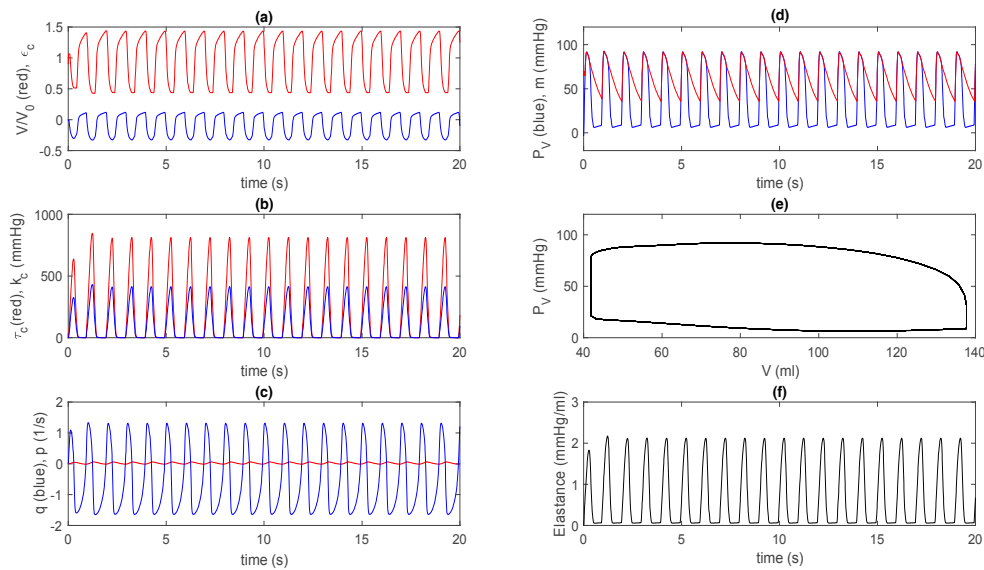 (a)
V/V0 (red), ϵc
1.5
1
0.5
0
-0.5
0 5 10 15 20
time (s)
(b)
τc(red), kc (mmHg)
1000
500
0
0 5 10 15 20
time (s)
(c)
q (blue), p (1/s)
2
1
0
-1
-2
0 5 10 15 20
time (s)
(d)
PV (blue), m (mmHg)
100
50
0
0 5 10 15 20
time (s)
(e)
PV (mmHg)
100
50
0
40 60 80 100 120 140
V (ml)
(f)
Elastance (mmHg/ml)
3
2
1
0
0 5 10 15 20
time (s)